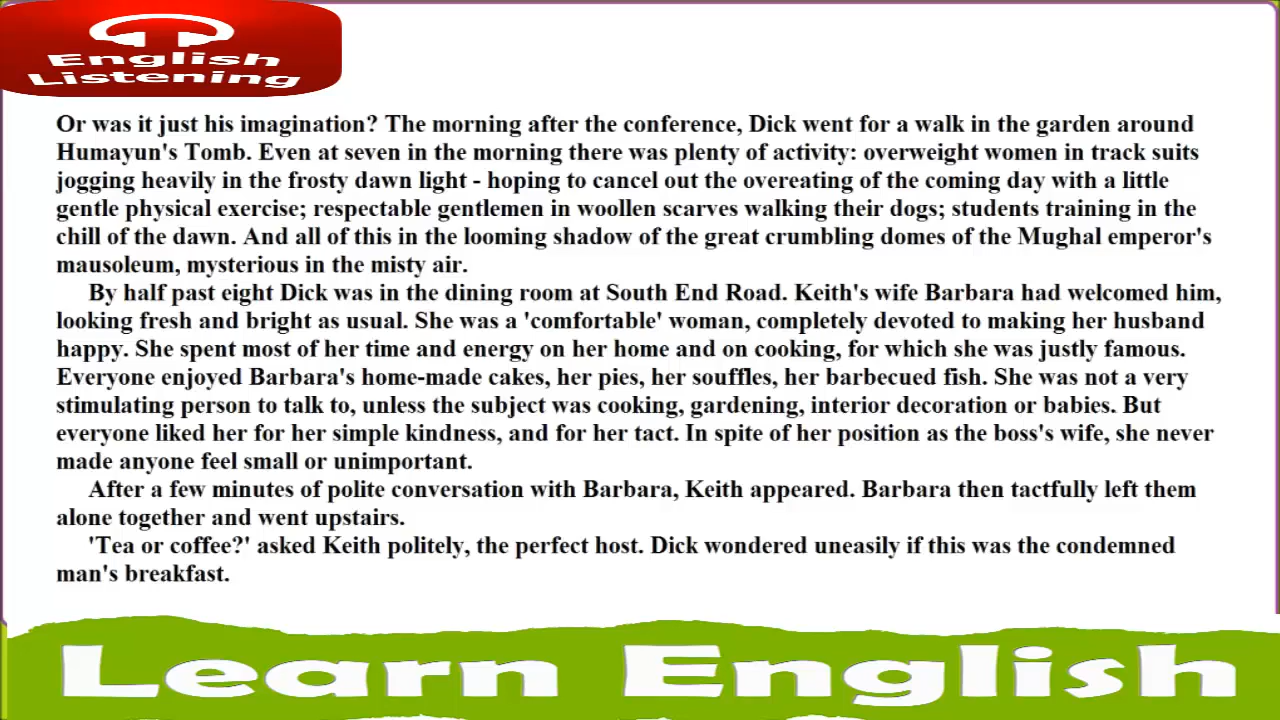 English
Listening
Or was it just his imagination? The morning after the conference, Dick went for a walk in the garden around
Humayun's Tomb. Even at seven in the morning there was plenty of activity: overweight women in track suits
jogging heavily in the frosty dawn light - hoping to cancel out the overeating of the coming day with a little
gentle physical exercise; respectable gentlemen in woollen scarves walking their dogs; students training in the
chill of the dawn. And all of this in the looming shadow of the great crumbling domes of the Mughal emperor's
mausoleum, mysterious in the misty air.
By half past eight Dick was in the dining room at South End Road. Keith's wife Barbara had welcomed him,
looking fresh and bright as usual. She was a 'comfortable' woman, completely devoted to making her husband
happy. She spent most of her time and energy on her home and on cooking, for which she was justly famous.
Everyone enjoyed Barbara's home-made cakes, her pies, her souffles, her barbecued fish. She was not a very
stimulating person to talk to, unless the subject was cooking, gardening, interior decoration or babies. But
everyone liked her for her simple kindness, and for her tact. In spite of her position as the boss's wife, she never
made anyone feel small or unimportant.
After a few minutes of polite conversation with Barbara, Keith appeared. Barbara then tactfully left them
alone together and went upstairs.
'Tea or coffee?' asked Keith politely, the perfect host. Dick wondered uneasily if this was the condemned
man's breakfast.
Learn English